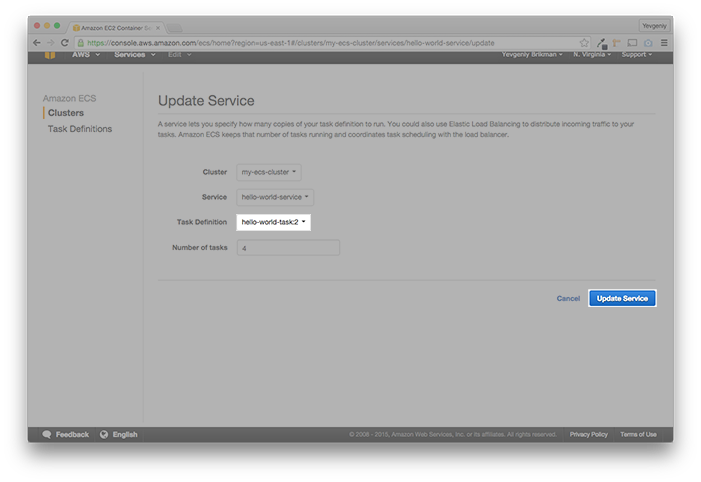 Amazon EC2 Container Se
Yevgeniy
https://console.aws.amazon.com/ecs/home?region=us-east-1#/clusters/my-ecs-cluster/services/hello-world-service/update
AWS Services Edit Yevgeniy Brikman N. Virginia Support
Amazon ECS
Clusters
Task Definitions
Update Service
A service lets you specify how many copies of your task definition to run. You could also use Elastic Load Balancing to distribute incoming traffic to your
tasks. Amazon ECS keeps that number of tasks running and coordinates task scheduling with the load balancer.
Cluster my-ecs-cluster
Service hello-world-service
Task Definition hello-world-task:2
Number of tasks 4
Cancel Update Service
Feedback English © 2008 - 2015, Amazon Web Services, Inc. or its affiliates. All rights reserved. Privacy Policy Terms of Use